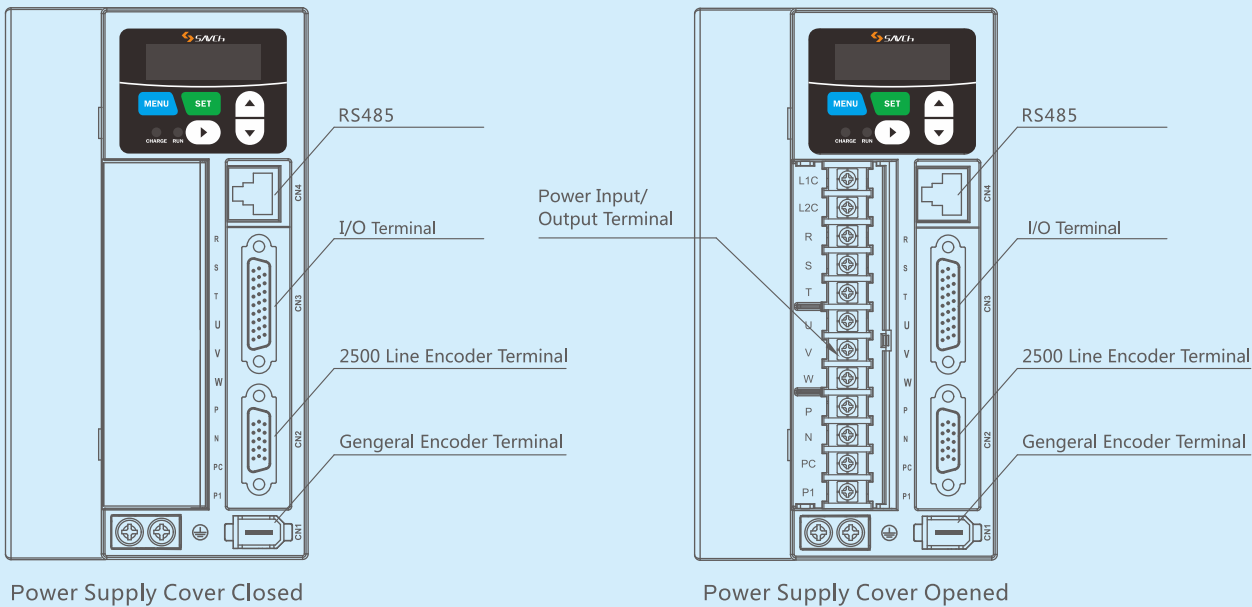 SAVCh
MENU
SET
CHARGE
RUN
RS485
CN4
I/O Terminal
R
S
T
U
V
W
P
N
PC
P1
CN3
2500 Line Encoder Terminal
CN2
Gengeral Encoder Terminal
CN1
Power Supply Cover Closed
SAVCh
MENU
SET
CHARGE
RUN
Power Input/
Output Terminal
L1C
L2C
R
S
T
U
V
W
P
N
PC
P1
RS485
CN4
I/O Terminal
R
S
T
U
V
W
P
N
PC
P1
CN3
2500 Line Encoder Terminal
CN2
Gengeral Encoder Terminal
CN1
Power Supply Cover Opened